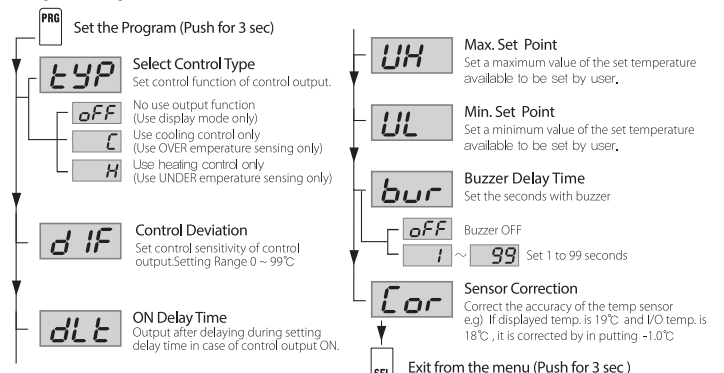 PRG
Set the Program (Push for 3 sec)
tYP
Select Control Type
Set control function of control output.
oFF
No use output function
(Use display mode only)
C
Use cooling control only
(Use OVER emperature sensing only)
H
Use heating control only
(Use UNDER emperature sensing only)
dIF
Control Deviation
Set control sensitivity of control
output.Setting Range 0 ~ 99℃
dLt
ON Delay Time
Output after delaying during setting
delay time in case of control output ON.
UH
Max. Set Point
Set a maximum value of the set temperature
available to be set by user.
UL
Min. Set Point
Set a minimum value of the set temperature
available to be set by user.
bur
Buzzer Delay Time
Set the seconds with buzzer
oFF
Buzzer OFF
1 ~ 99 Set 1 to 99 seconds
Cor
Sensor Correction
Correct the accuracy of the temp sensor
e.g) If displayed temp. is 19℃ and I/O temp. is
18℃ , it is corrected by in putting -1.0℃
SEL
Exit from the menu (Push for 3 sec )